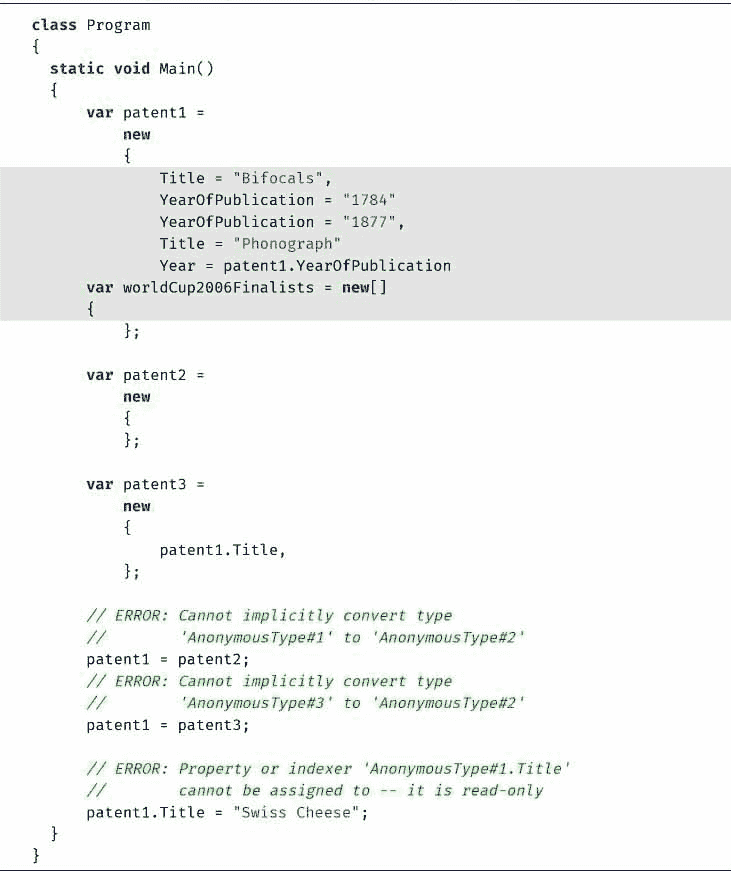 class Program
{
static void Main()
{
var patent1 =
new
{
Title = "Bifocals",
YearOfPublication = "1784"
YearOfPublication = "1877",
Title = "Phonograph"
Year = patent1.YearOfPublication
var worldCup2006Finalists = new[]
{
};
var patent2 =
new
{
};
var patent3 =
new
{
patent1.Title,
};
// ERROR: Cannot implicitly convert type
// 'AnonymousType#1' to 'AnonymousType#2'
patent1 = patent2;
// ERROR: Cannot implicitly convert type
// 'AnonymousType#3' to 'AnonymousType#2'
patent1 = patent3;
// ERROR: Property or indexer 'AnonymousType#1.Title'
// cannot be assigned to -- it is read-only
patent1.Title = "Swiss Cheese";
}
}